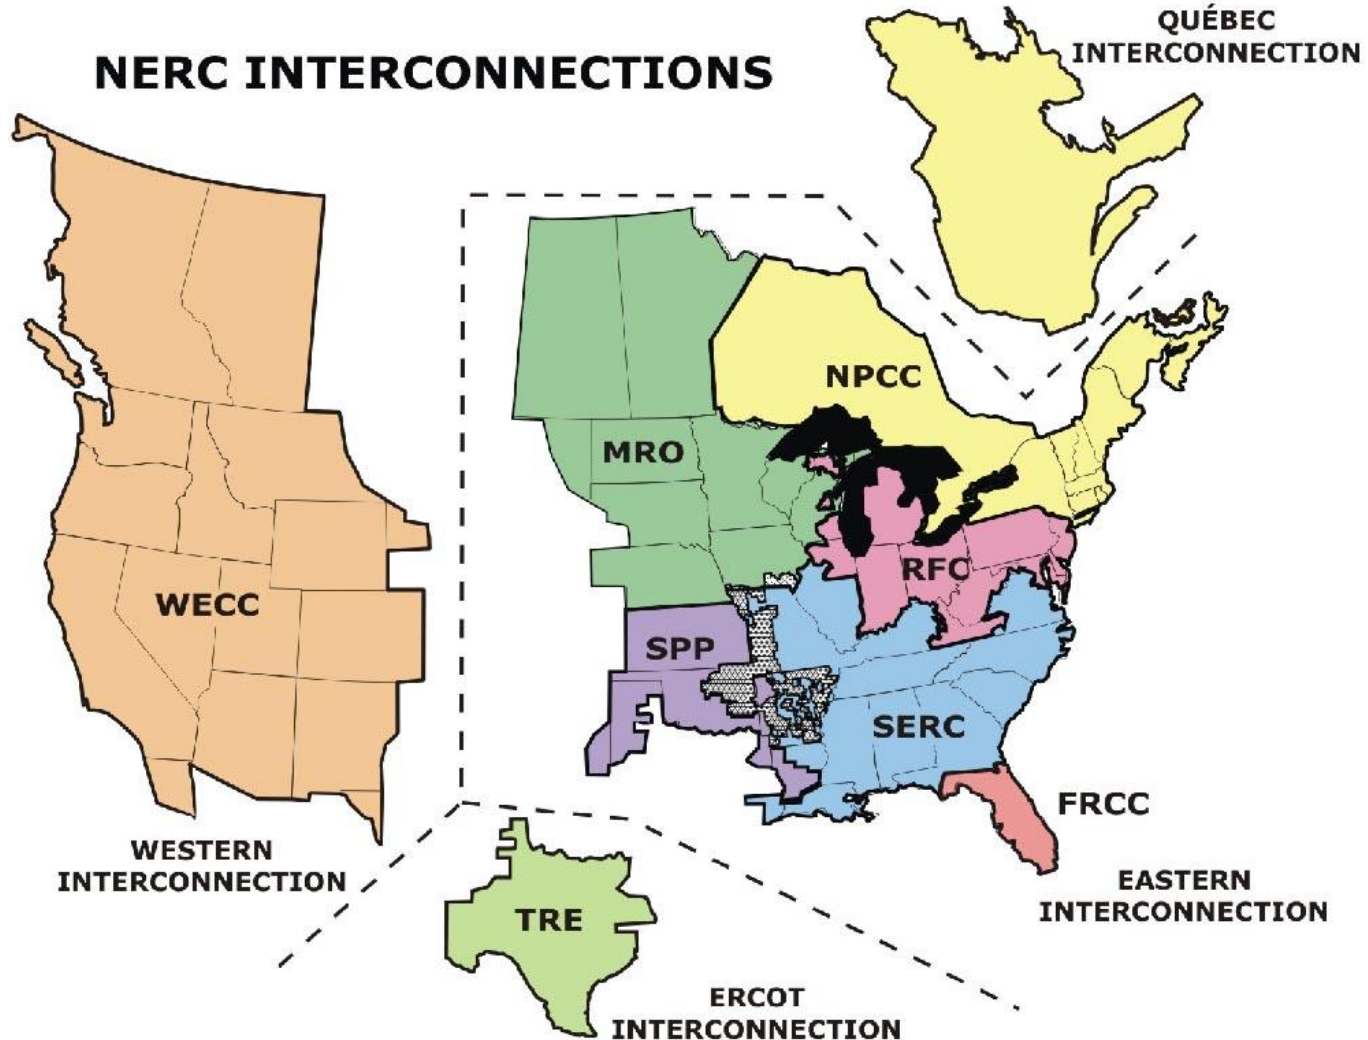 QUÉBEC
INTERCONNECTION
NERC INTERCONNECTIONS
NPCC
MRO
RFC
WECC
SPP
SERC
FRCC
WESTERN
INTERCONNECTION
EASTERN
INTERCONNECTION
TRE
ERCOT
INTERCONNECTION